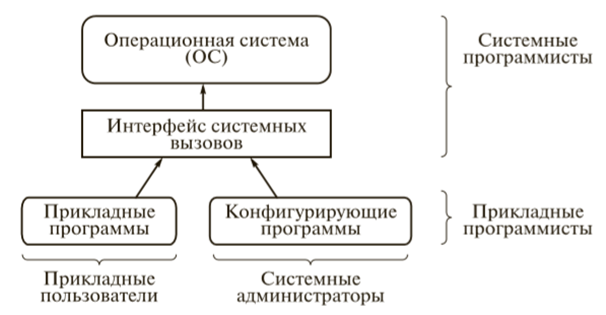 Операционная система
(ОС)
Системные
программисты
Интерфейс системных
вызовов
Прикладные
программы
Конфигурирующие
программы
Прикладные
программисты
Прикладные
пользователи
Системные
администраторы